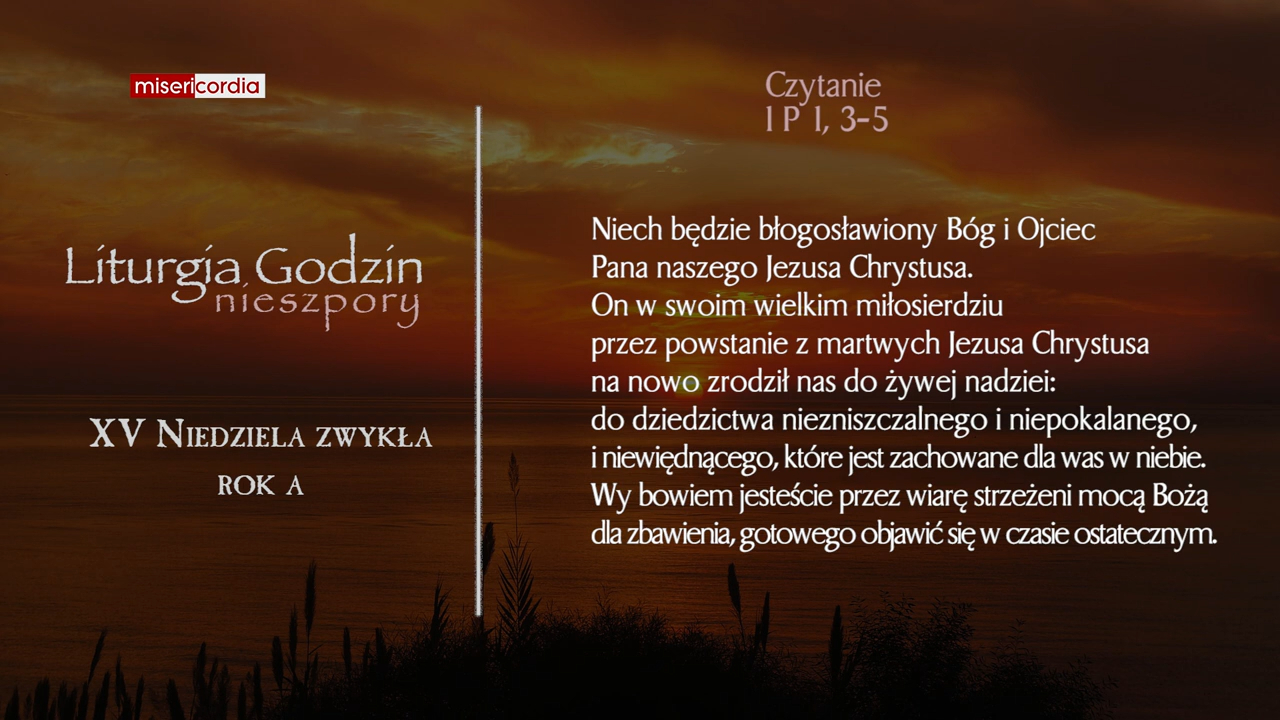 misericordia
Liturgia Godzin
nieszpory
XV Niedziela zwykła
rok A
Czytanie
1 P 1, 3-5
Niech będzie błogosławiony Bóg i Ojciec
Pana naszego Jezusa Chrystusa.
On w swoim wielkim miłosierdziu
przez powstanie z martwych Jezusa Chrystusa
na nowo zrodził nas do żywej nadziei:
do dziedzictwa niezniszczalnego i niepokalanego,
i niewiędnącego, które jest zachowane dla was w niebie.
Wy bowiem jesteście przez wiarę strzeżeni mocą Bożą
dla zbawienia, gotowego objawić się w czasie ostatecznym.